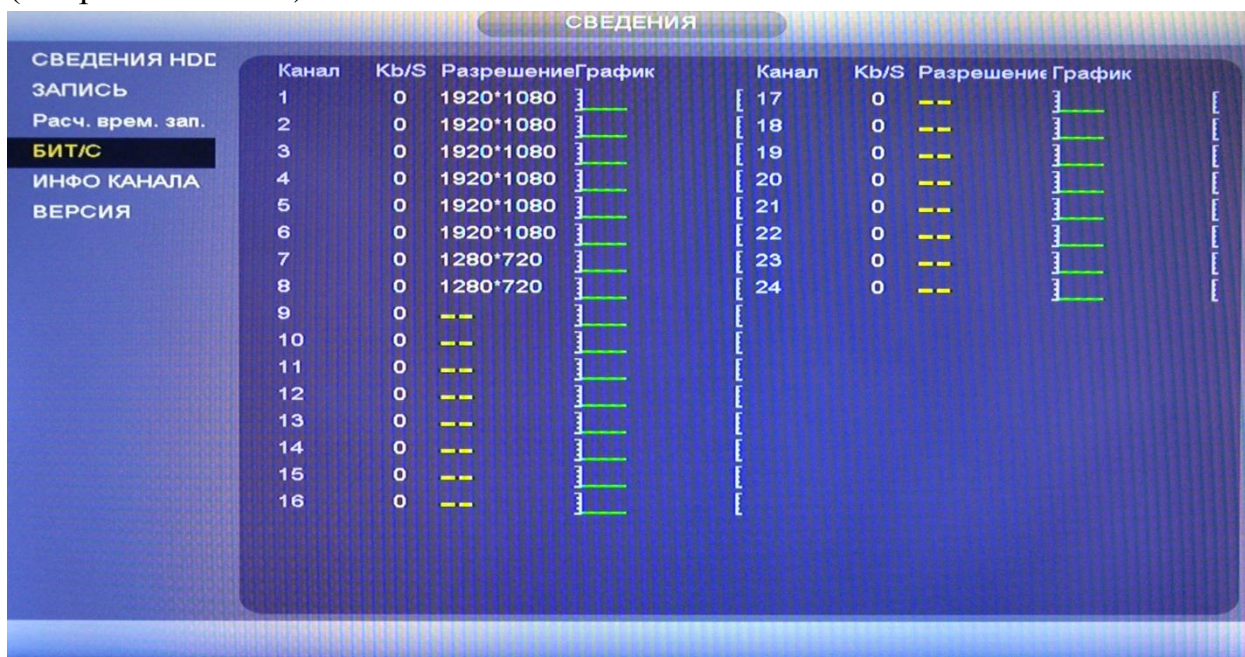 СВЕДЕНИЯ
СВЕДЕНИЯ HDD
ЗАПИСЬ
Расч. врем. зап.
БИТ/С
ИНФО КАНАЛА
ВЕРСИЯ
Канал Kb/S Разрешение График Канал Kb/S Разрешение График
1 0 1920*1080 17 0 --
2 0 1920*1080 18 0 --
3 0 1920*1080 19 0 --
4 0 1920*1080 20 0 --
5 0 1920*1080 21 0 --
6 0 1920*1080 22 0 --
7 0 1280*720 23 0 --
8 0 1280*720 24 0 --
9 0 --
10 0 --
11 0 --
12 0 --
13 0 --
14 0 --
15 0 --
16 0 --